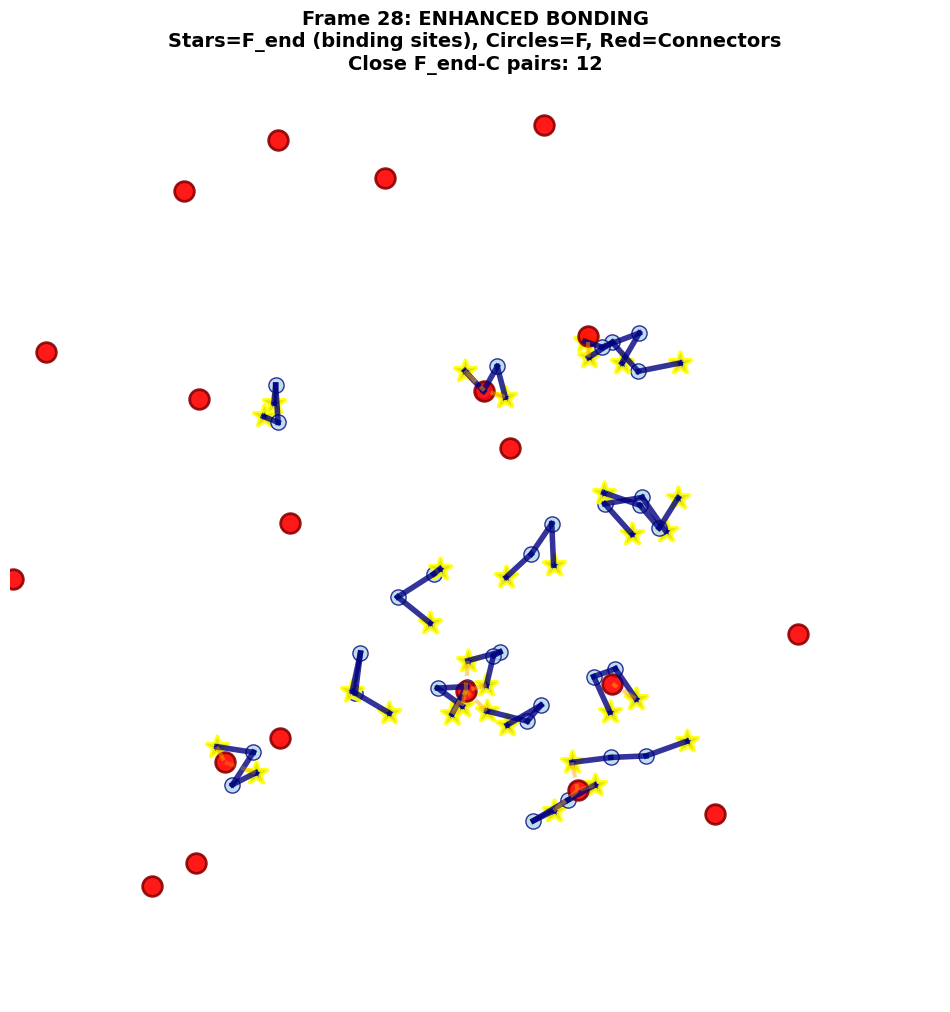 Frame 28: ENHANCED BONDING
Stars=F_end (binding sites), Circles=F, Red=Connectors
Close F_end-C pairs: 12